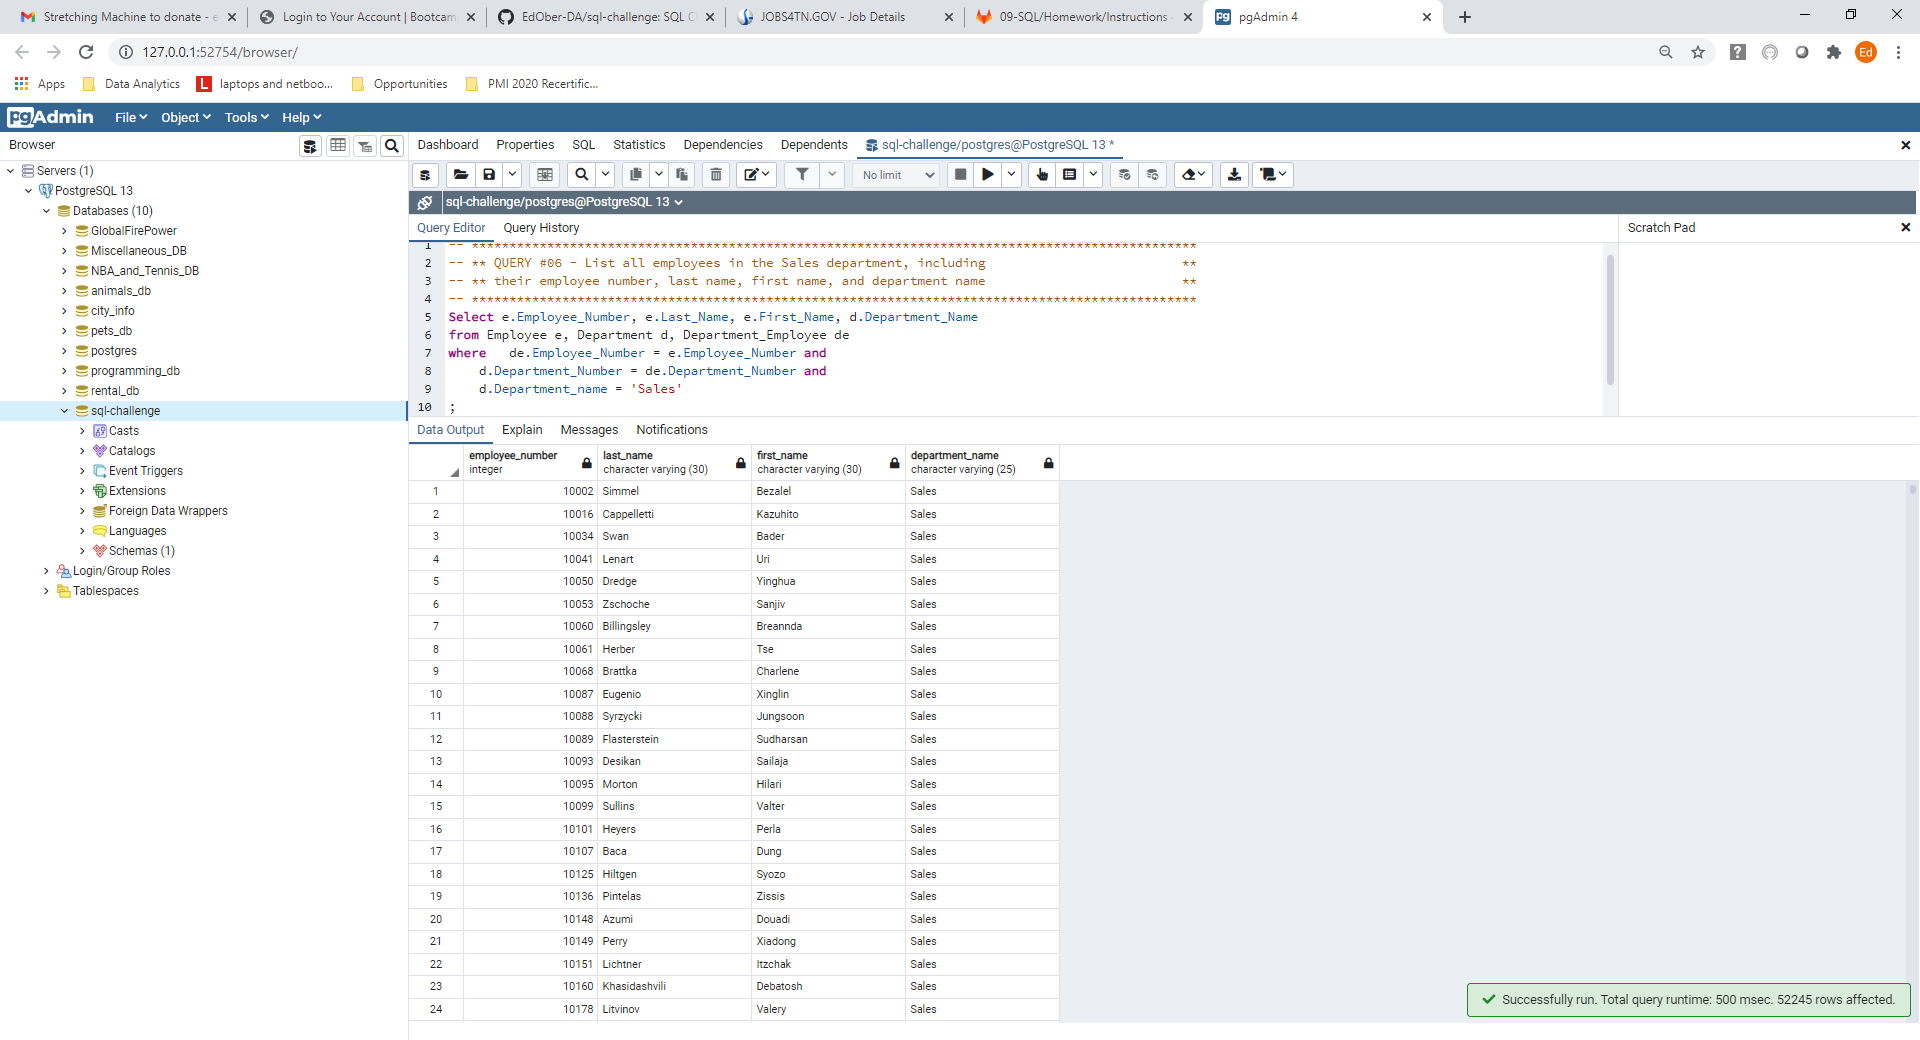 Stretching Machine to donate - e
Login to Your Account | Bootcam
EdOber-DA/sql-challenge: SQL C
JOBS4TN.GOV - Job Details
09-SQL/Homework/Instructions
pgAdmin 4
127.0.0.1:52754/browser/
Ed
Apps
Data Analytics
L laptops and netboo...
Opportunities
PMI 2020 Recertific...
pgAdmin
File
Object
Tools
Help
Browser
Dashboard
Properties
SQL
Statistics
Dependencies
Dependents
sql-challenge/postgres@PostgreSQL 13 *
No limit
sql-challenge/postgres@PostgreSQL 13
Query Editor
Query History
Scratch Pad
Servers (1)
PostgreSQL 13
Databases (10)
GlobalFirePower
Miscellaneous_DB
NBA_and_Tennis_DB
animals_db
city_info
pets_db
postgres
programming_db
rental_db
sql-challenge
Casts
Catalogs
Event Triggers
Extensions
Foreign Data Wrappers
Languages
Schemas (1)
Login/Group Roles
Tablespaces
1 -- ************************************************************************************************
2 -- ** QUERY #06 - List all employees in the Sales department, including **
3 -- ** their employee number, last name, first name, and department name **
4 -- ************************************************************************************************
5 Select e.Employee_Number, e.Last_Name, e.First_Name, d.Department_Name
6 from Employee e, Department d, Department_Employee de
7 where de.Employee_Number = e.Employee_Number and
8 d.Department_Number = de.Department_Number and
9 d.Department_name = 'Sales'
10 ;
Data Output
Explain
Messages
Notifications
employee_number last_name first_name department_name
integer character varying (30) character varying (30) character varying (25)
1 10002 Simmel Bezalel Sales
2 10016 Cappelletti Kazuhito Sales
3 10034 Swan Bader Sales
4 10041 Lenart Uri Sales
5 10050 Dredge Yinghua Sales
6 10053 Zschoche Sanjiv Sales
7 10060 Billingsley Breannda Sales
8 10061 Herber Tse Sales
9 10068 Brattka Charlene Sales
10 10087 Eugenio Xinglin Sales
11 10088 Syrzycki Jungsoon Sales
12 10089 Flasterstein Sudharsan Sales
13 10093 Desikan Sailaja Sales
14 10095 Morton Hilari Sales
15 10099 Sullins Valter Sales
16 10101 Heyers Perla Sales
17 10107 Baca Dung Sales
18 10125 Hiltgen Syozo Sales
19 10136 Pintelas Zissis Sales
20 10148 Azumi Douadi Sales
21 10149 Perry Xiadong Sales
22 10151 Lichtner Itzchak Sales
23 10160 Khasidashvili Debatosh Sales
24 10178 Litvinov Valery Sales
Successfully run. Total query runtime: 500 msec. 52245 rows affected.